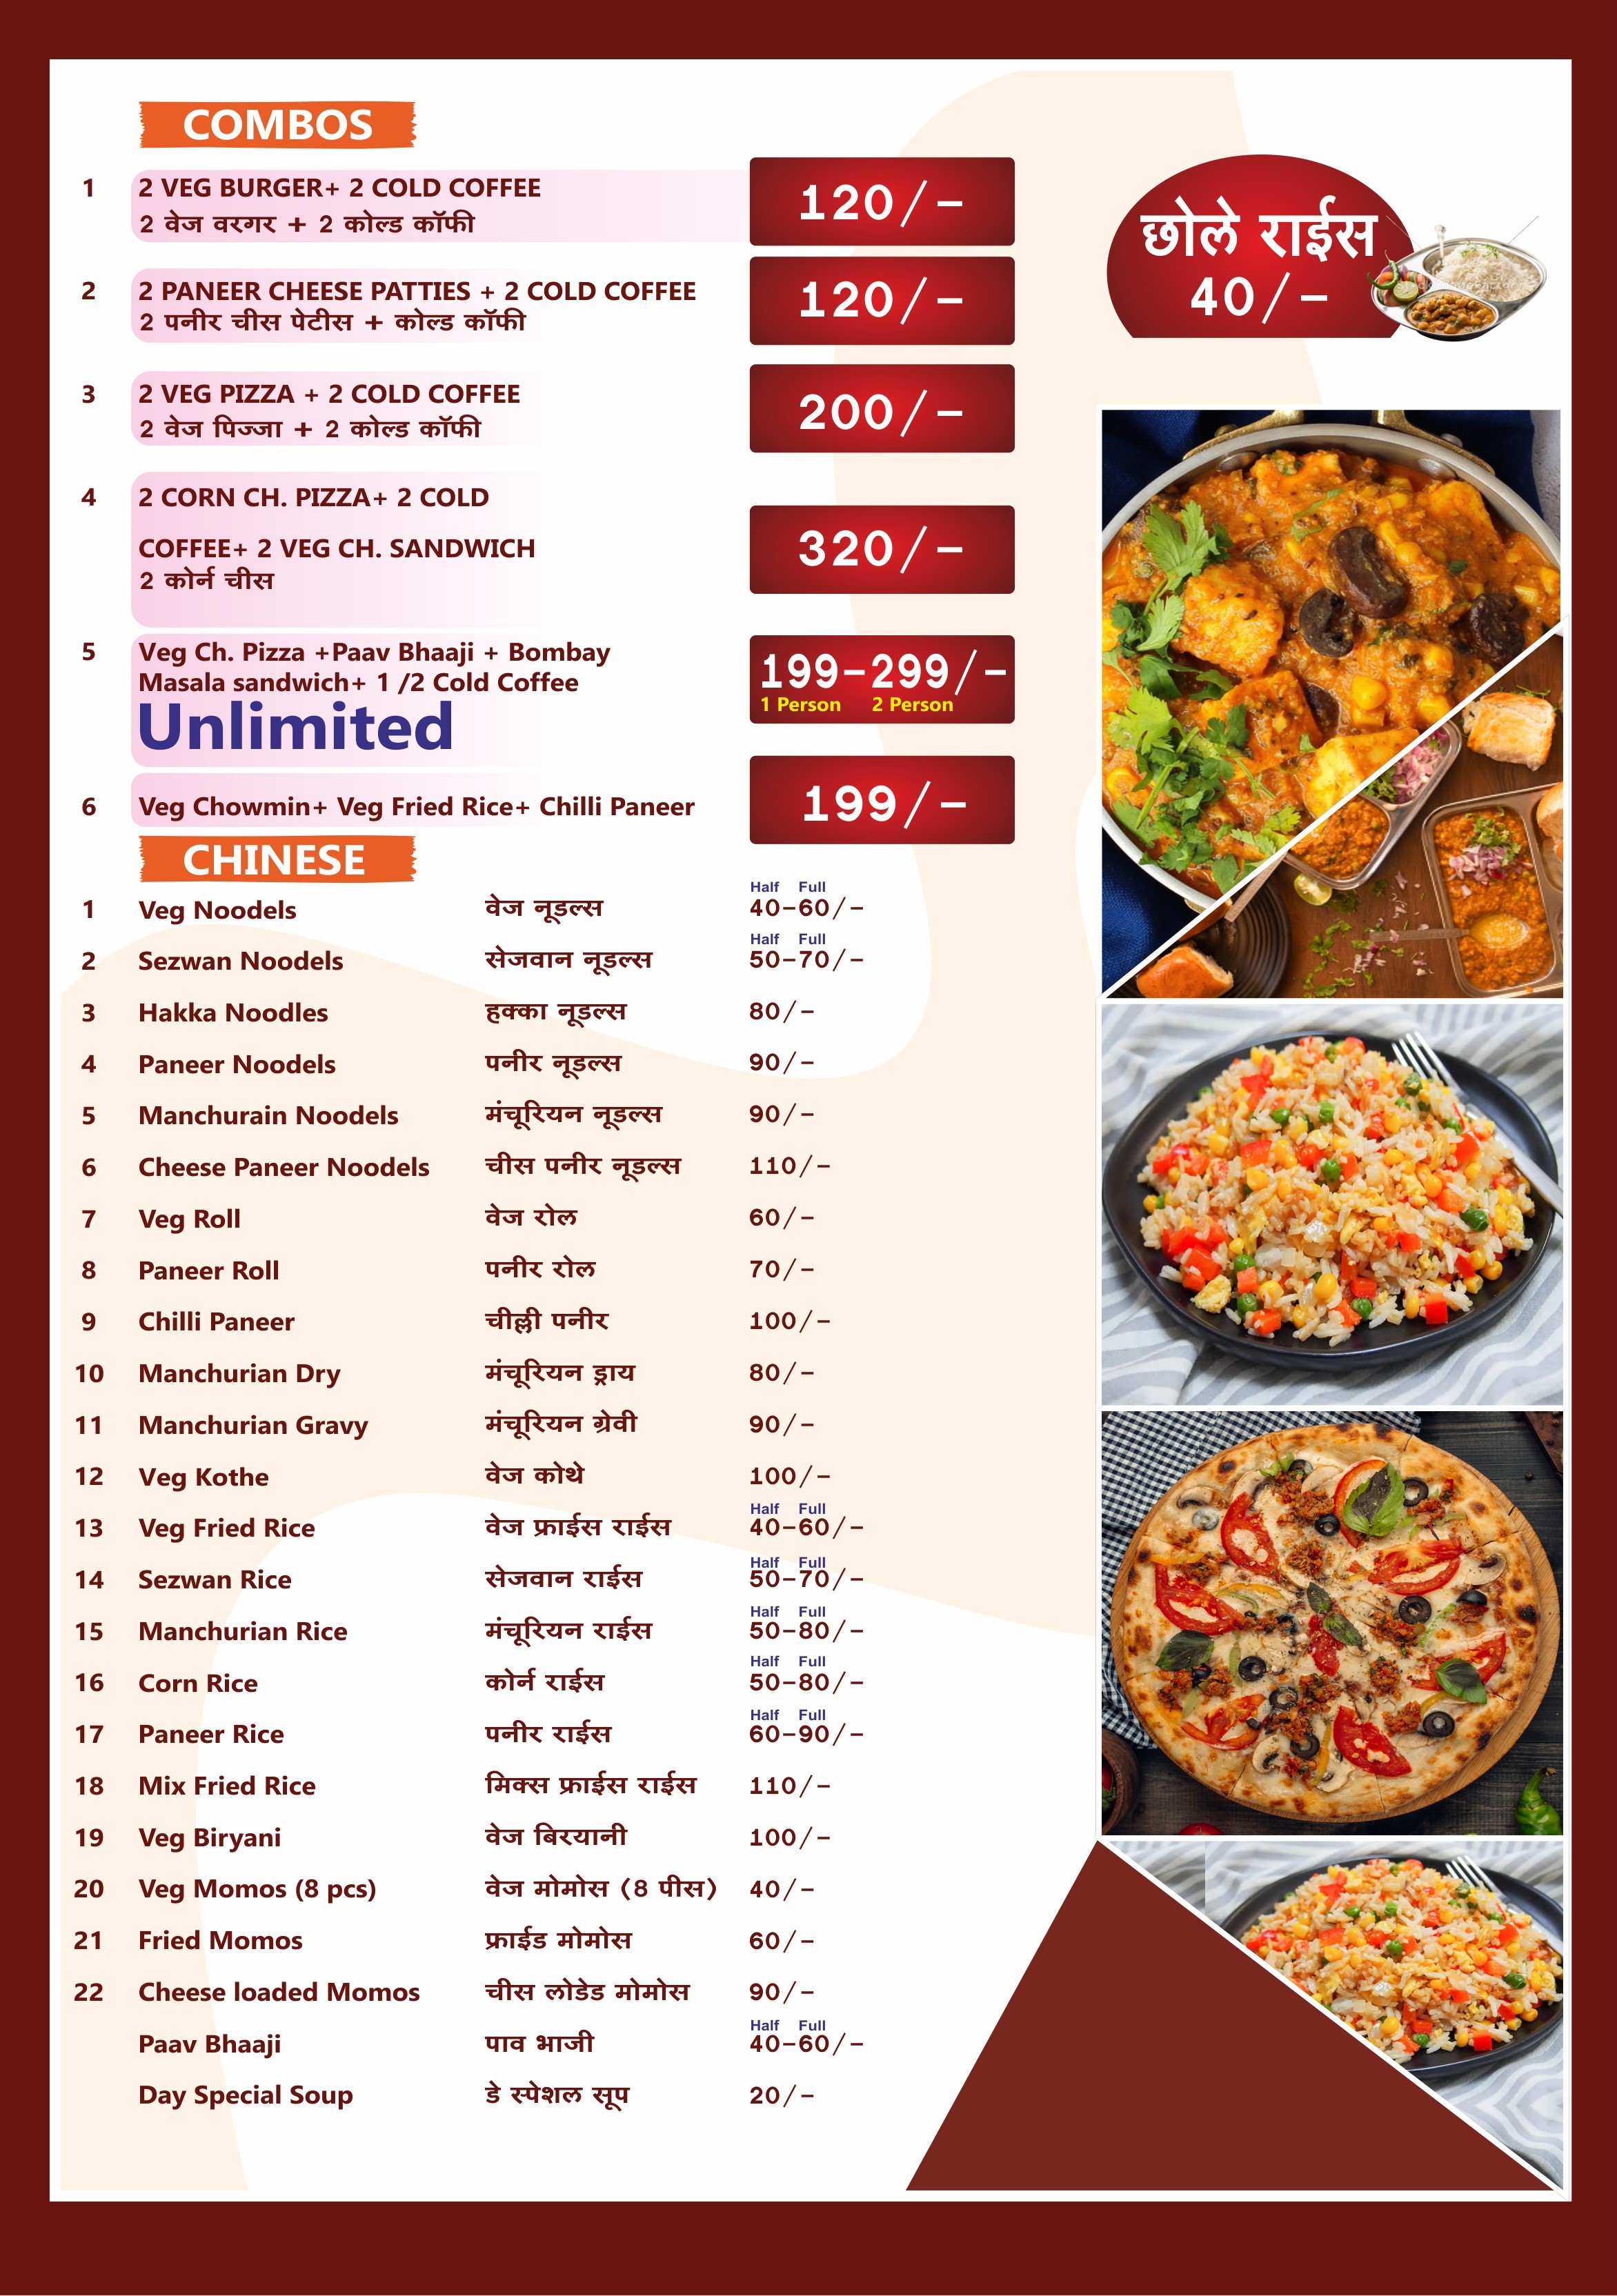 COMBOS
1 2 VEG BURGER+ 2 COLD COFFEE 120/-
2 वेज वरगर + 2 कोल्ड कॉफी
2 2 PANEER CHEESE PATTIES + 2 COLD COFFEE 120/-
2 पनीर चीस पेटीस + कोल्ड कॉफी
3 2 VEG PIZZA + 2 COLD COFFEE 200/-
2 वेज पिज्जा + 2 कोल्ड कॉफी
4 2 CORN CH. PIZZA+ 2 COLD
COFFEE+ 2 VEG CH. SANDWICH 320/-
2 कोर्न चीस
5 Veg Ch. Pizza +Paav Bhaaji + Bombay
Masala sandwich+ 1 /2 Cold Coffee 199-299/-
1 Person 2 Person
Unlimited
6 Veg Chowmin+ Veg Fried Rice+ Chilli Paneer 199/-
छोले राईस
40/-
CHINESE
Half Full
1 Veg Noodels वेज नूडल्स 40-60/-
Half Full
2 Sezwan Noodels सेजवान नूडल्स 50-70/-
3 Hakka Noodles हक्का नूडल्स 80/-
4 Paneer Noodels पनीर नूडल्स 90/-
5 Manchurain Noodels मंचूरियन नूडल्स 90/-
6 Cheese Paneer Noodels चीस पनीर नूडल्स 110/-
7 Veg Roll वेज रोल 60/-
8 Paneer Roll पनीर रोल 70/-
9 Chilli Paneer चील्ली पनीर 100/-
10 Manchurian Dry मंचूरियन ड्राय 80/-
11 Manchurian Gravy मंचूरियन ग्रेवी 90/-
12 Veg Kothe वेज कोथे 100/-
Half Full
13 Veg Fried Rice वेज फ्राईस राईस 40-60/-
Half Full
14 Sezwan Rice सेजवान राईस 50-70/-
Half Full
15 Manchurian Rice मंचूरियन राईस 50-80/-
Half Full
16 Corn Rice कोर्न राईस 50-80/-
Half Full
17 Paneer Rice पनीर राईस 60-90/-
18 Mix Fried Rice मिक्स फ्राईस राईस 110/-
19 Veg Biryani वेज बिरयानी 100/-
20 Veg Momos (8 pcs) वेज मोमोस (8 पीस) 40/-
21 Fried Momos फ्राईड मोमोस 60/-
22 Cheese loaded Momos चीस लोडेड मोमोस 90/-
Half Full
Paav Bhaaji पाव भाजी 40-60/-
Day Special Soup डे स्पेशल सूप 20/-